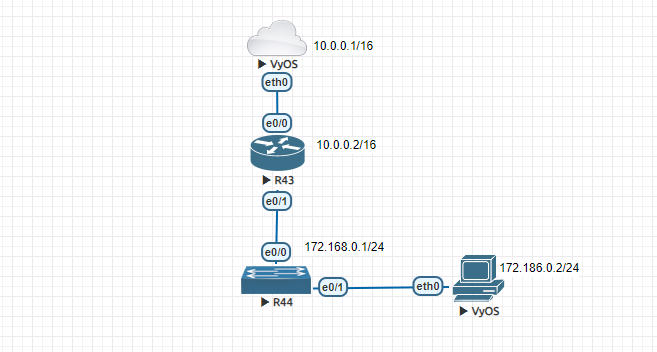 10.0.0.1/16
VyOS
eth0
e0/0
10.0.0.2/16
R43
e0/1
172.168.0.1/24
e0/0
172.186.0.2/24
R44
e0/1
eth0
VyOS